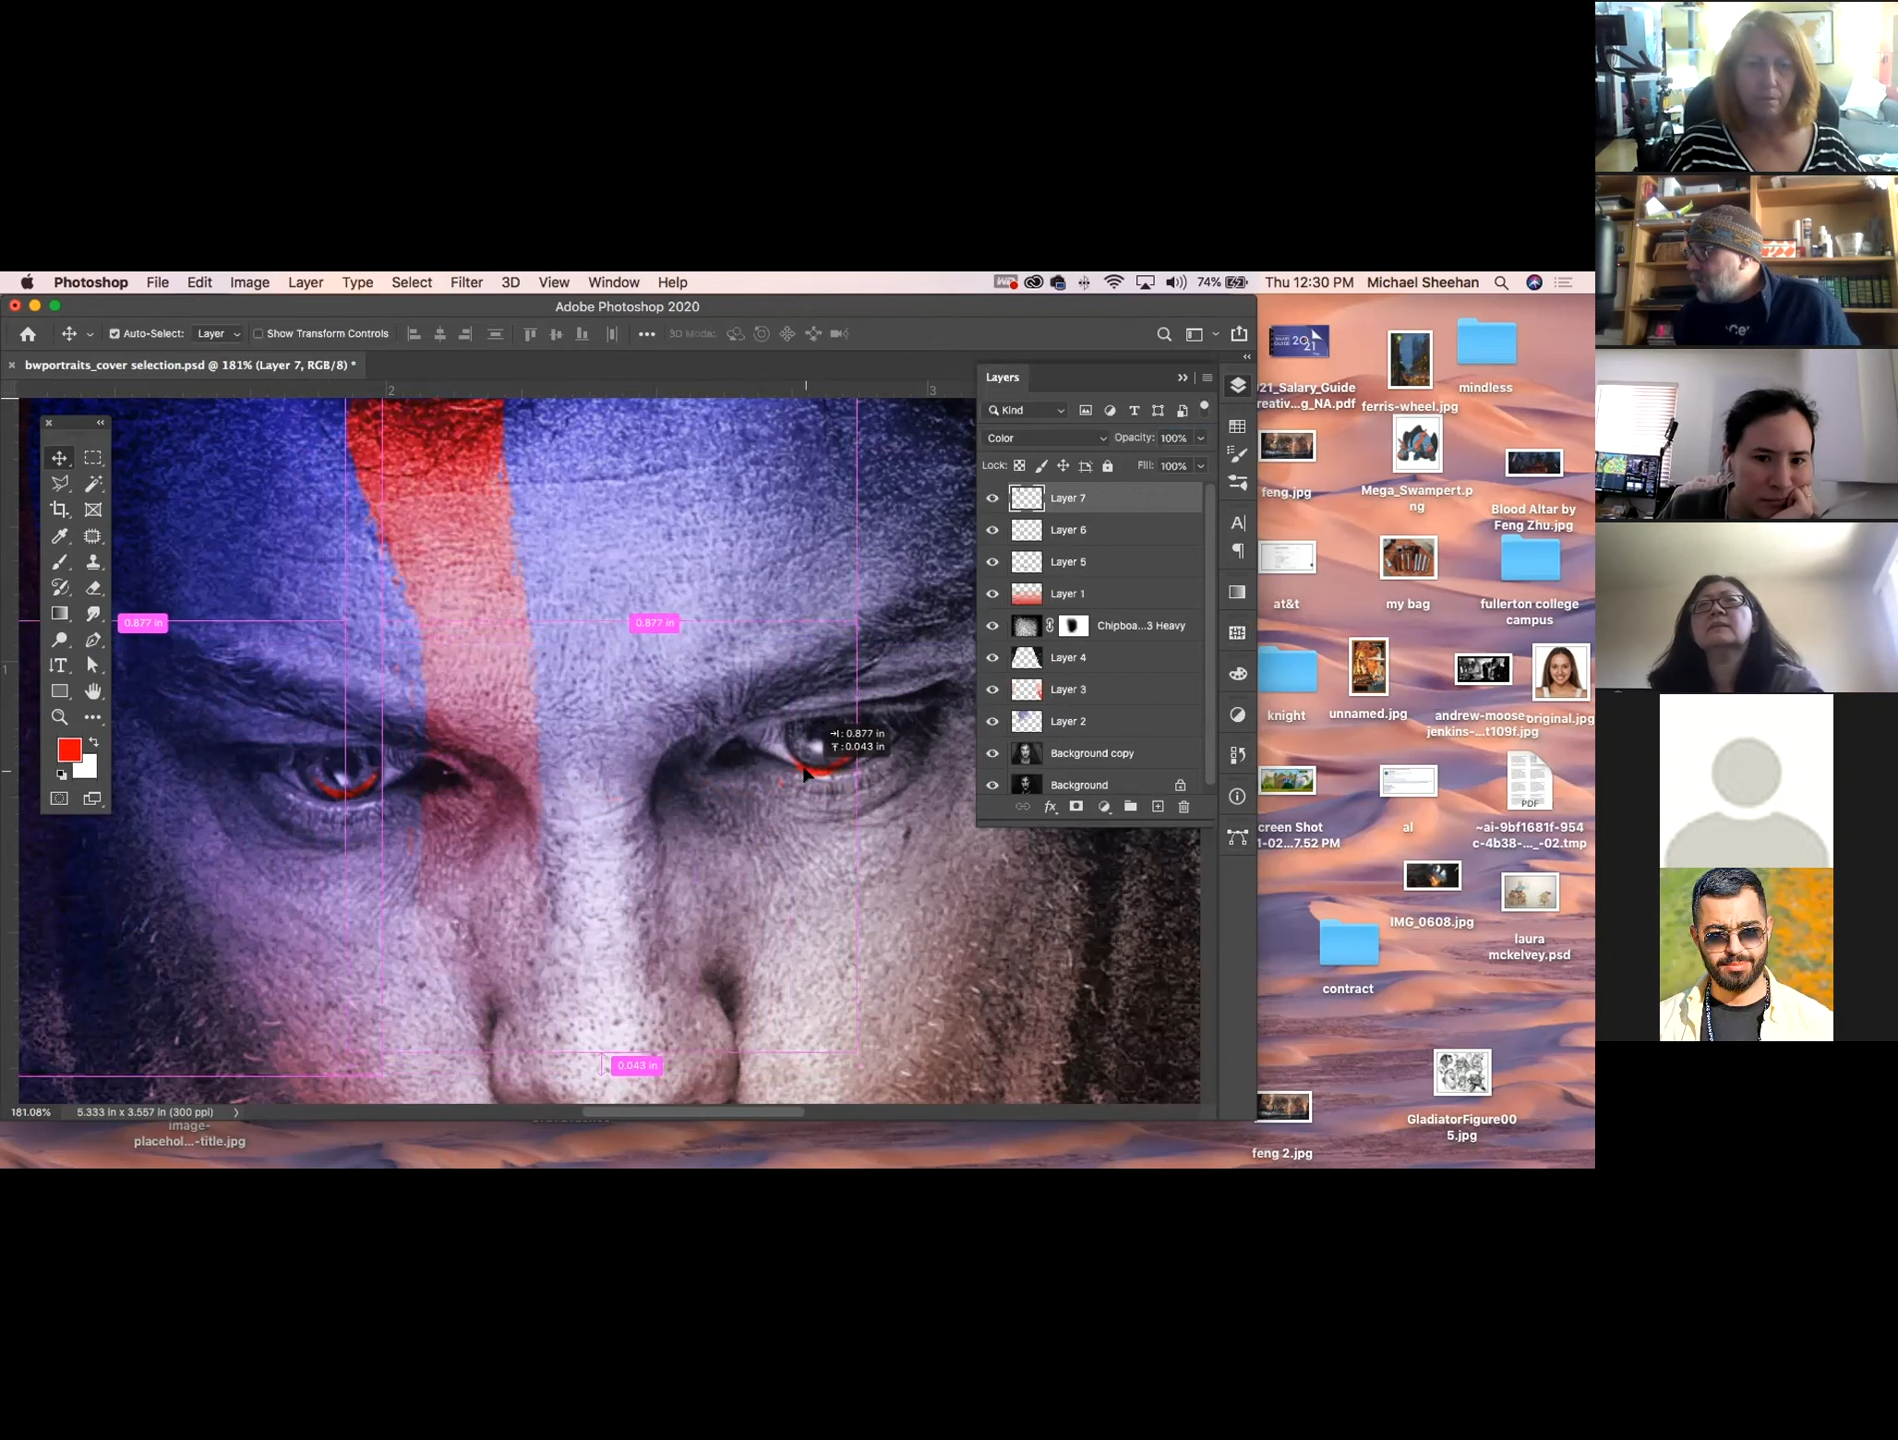 Photoshop File Edit Image Layer Type Select Filter 3D View Window Help
74% Thu 12:30 PM Michael Sheehan
Adobe Photoshop 2020
Auto-Select: Layer Show Transform Controls 3D Mode:
bwportraits_cover selection.psd @ 181% (Layer 7, RGB/8) *
2
3
1
Layers
Kind
Color Opacity: 100%
Lock: Fill: 100%
Layer 7
Layer 6
Layer 5
Layer 1
Chipboa...3 Heavy
Layer 4
Layer 3
Layer 2
Background copy
Background
0.877 in
0.877 in
: 0.877 in
: 0.043 in
0.043 in
181.08% 5.333 in x 3.557 in (300 ppi)
image-
placehol...-title.jpg
2021
21_Salary_Guide
reativ...g_NA.pdf
ferris-wheel.jpg
mindless
feng.jpg
Mega_Swampert.p
ng
Blood Altar by
Feng Zhu.jpg
at&t
my bag
fullerton college
campus
knight
unnamed.jpg
andrew-moose-
jenkins-...t109f.jpg
original.jpg
PDF
creen Shot
1-02...7.52 PM
al
~ai-9bf1681f-954
c-4b38-..._-02.tmp
IMG_0608.jpg
laura
mckelvey.psd
contract
GladiatorFigure00
5.jpg
feng 2.jpg